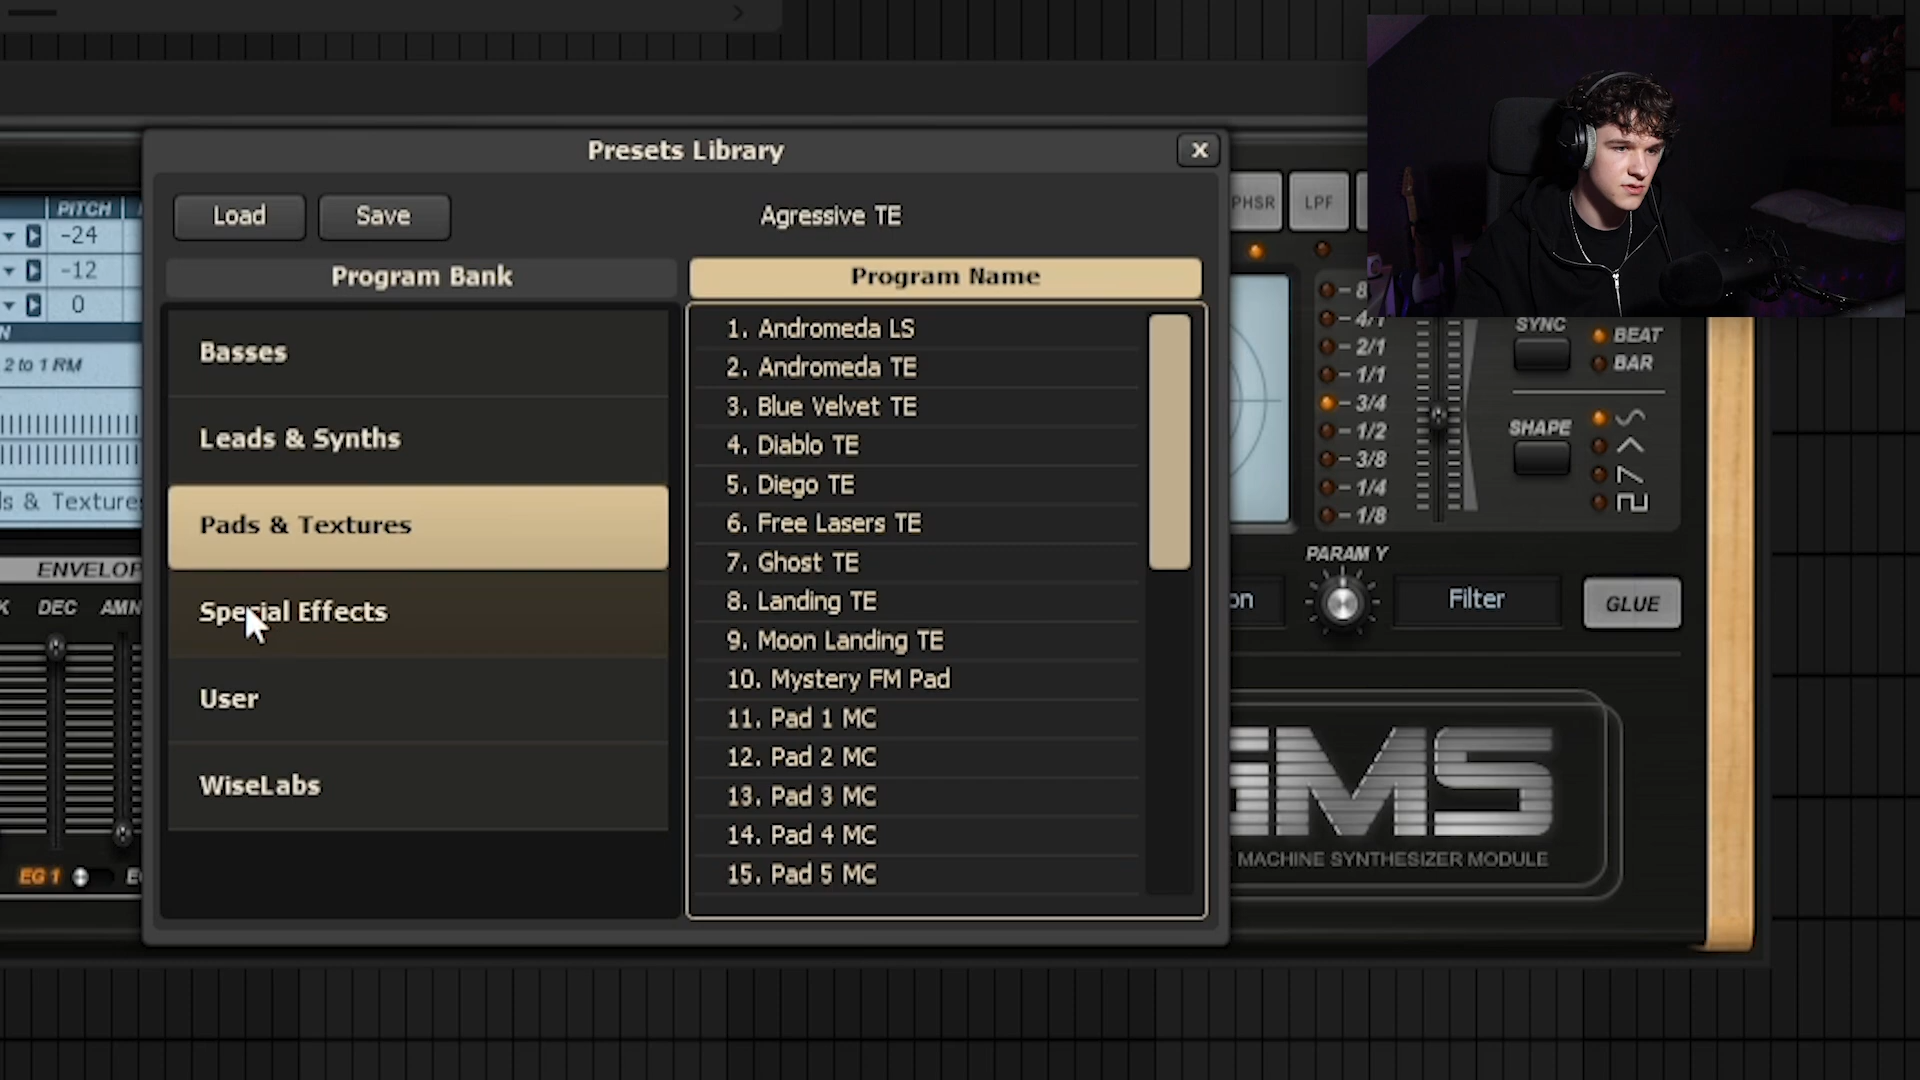 Presets Library
X
Load
Save
Agressive TE
Program Bank
Program Name
Basses
Leads & Synths
Pads & Textures
Special Effects
User
WiseLabs
1. Andromeda LS
2. Andromeda TE
3. Blue Velvet TE
4. Diablo TE
5. Diego TE
6. Free Lasers TE
7. Ghost TE
8. Landing TE
9. Moon Landing TE
10. Mystery FM Pad
11. Pad 1 MC
12. Pad 2 MC
13. Pad 3 MC
14. Pad 4 MC
15. Pad 5 MC
PITCH
-24
-12
0
2 to 1 RM
& Textures
ENVELOP
DEC
AMN
EG 1
PHSR
LPF
4/1
2/1
1/1
3/4
1/2
3/8
1/4
1/8
SYNC
BEAT
BAR
SHAPE
PARAM Y
Filter
GLUE
GMS
MACHINE SYNTHESIZER MODULE